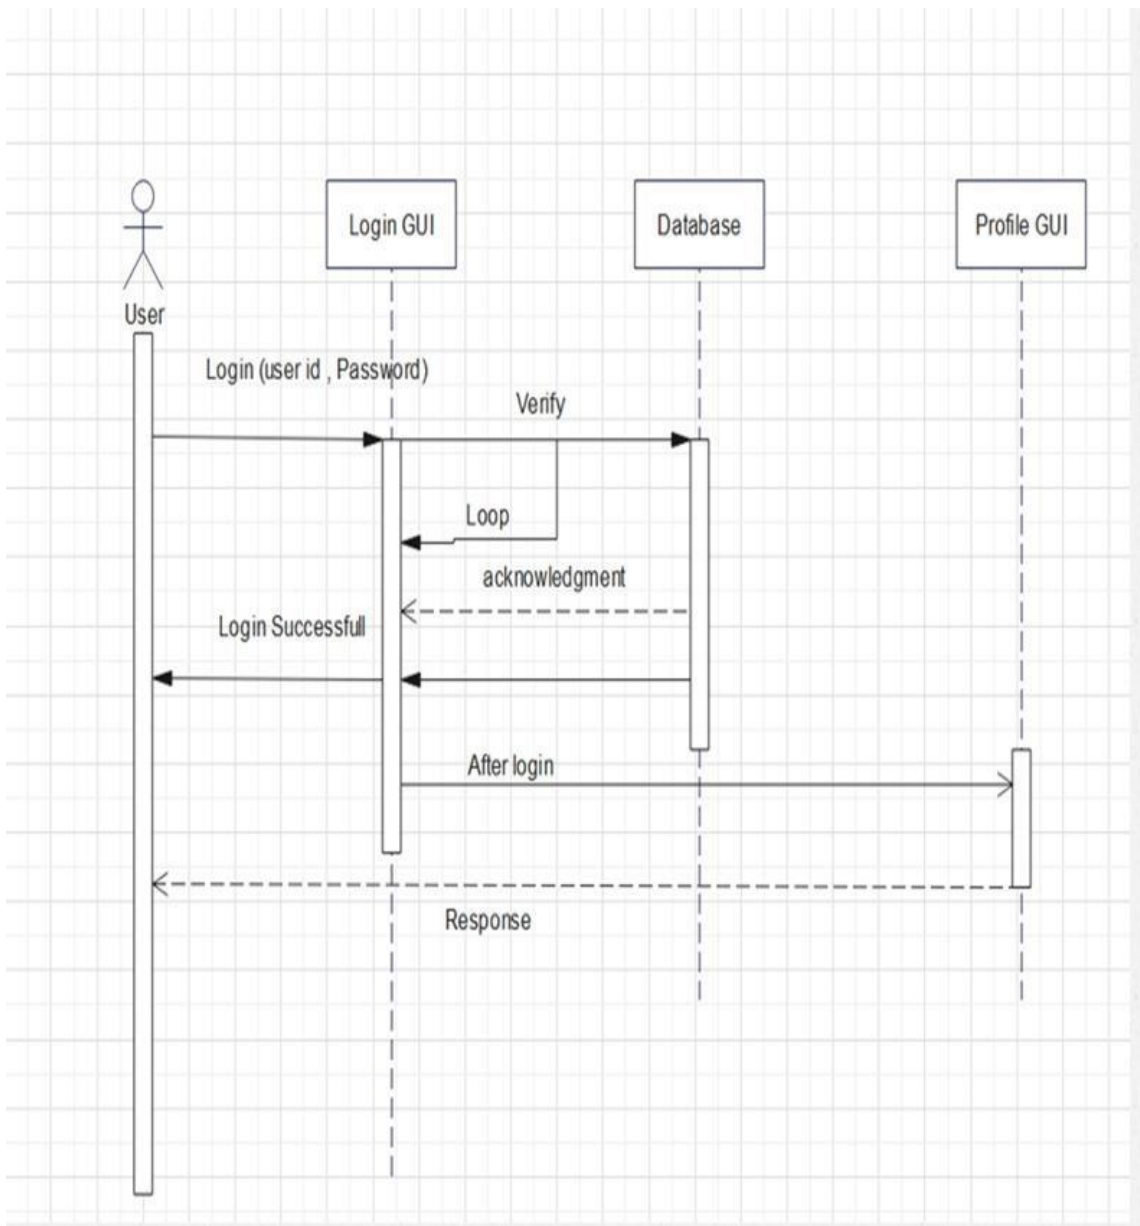 Login GUI
Database
Profile GUI
User
Login (user id , Password)
Verify
Loop
acknowledgment
Login Successfull
After login
Response